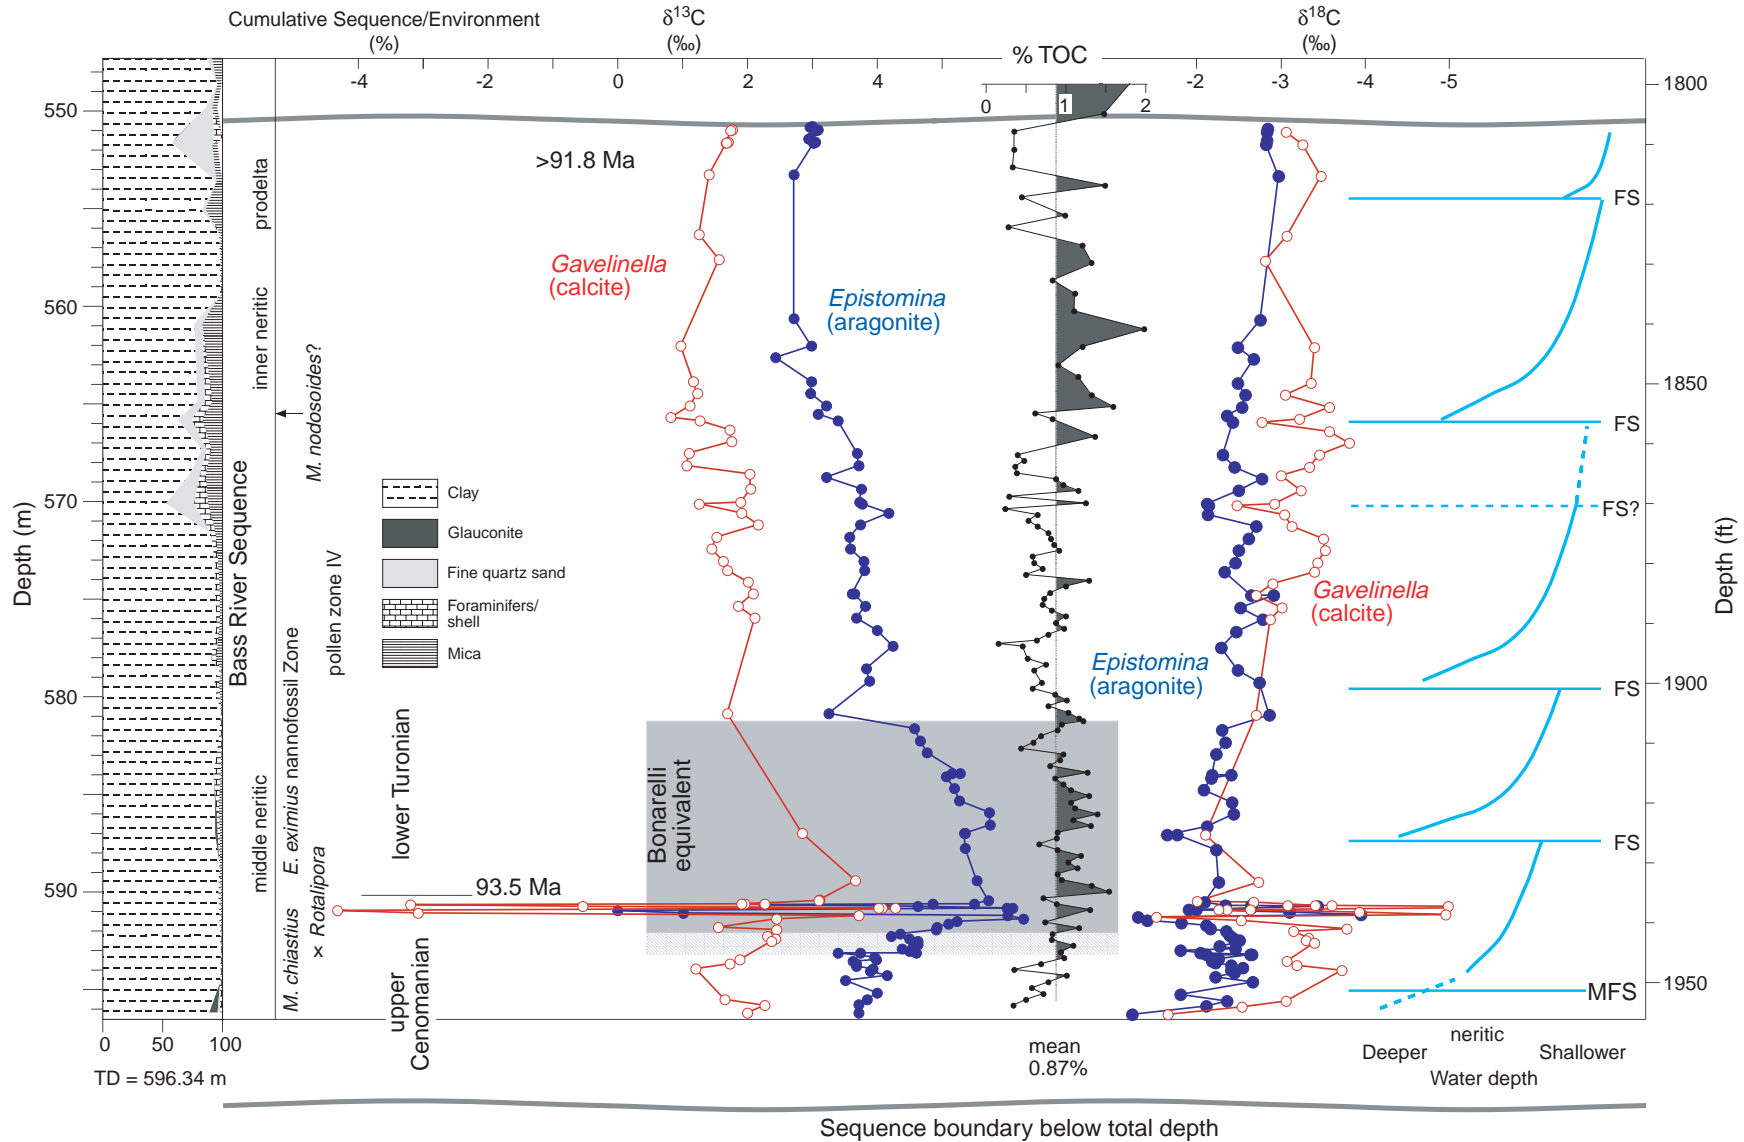 Cumulative Sequence/Environment
(%)
δ13C
(‰)
δ18C
(‰)
% TOC
-4
-2
0
2
4
0
1
2
-2
-3
-4
-5
Depth (m)
550
560
570
580
590
Depth (ft)
1800
1850
1900
1950
Bass River Sequence
prodelta
inner neritic
middle neritic
M. nodosoides?
pollen zone IV
E. eximius nannofossil Zone
M. chiastius
x Rotalipora
lower Turonian
upper
Cenomanian
>91.8 Ma
93.5 Ma
Gavelinella
(calcite)
Epistomina
(aragonite)
Clay
Glauconite
Fine quartz sand
Foraminifers/
shell
Mica
Bonarelli
equivalent
Epistomina
(aragonite)
Gavelinella
(calcite)
FS
FS
FS?
FS
FS
MFS
0
50
100
TD = 596.34 m
mean
0.87%
neritic
Deeper
Shallower
Water depth
Sequence boundary below total depth